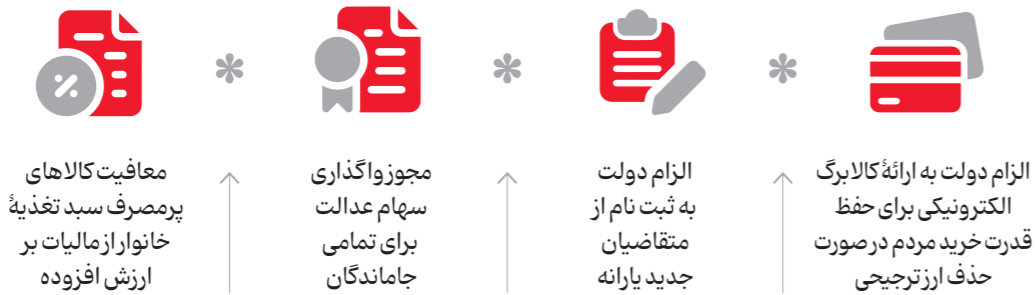 الزام دولت به ارائهٔ کالابرگ
الکترونیکی برای حفظ
قدرت خرید مردم در صورت
حذف ارز ترجیحی
الزام دولت
به ثبت نام از
متقاضیان
جدید یارانه
مجوز واگذاری
سهام عدالت
برای تمامی
جاماندگان
معافیت کالاهای
پرمصرف سبد تغذیهٔ
خانوار از مالیات بر
ارزش افزوده